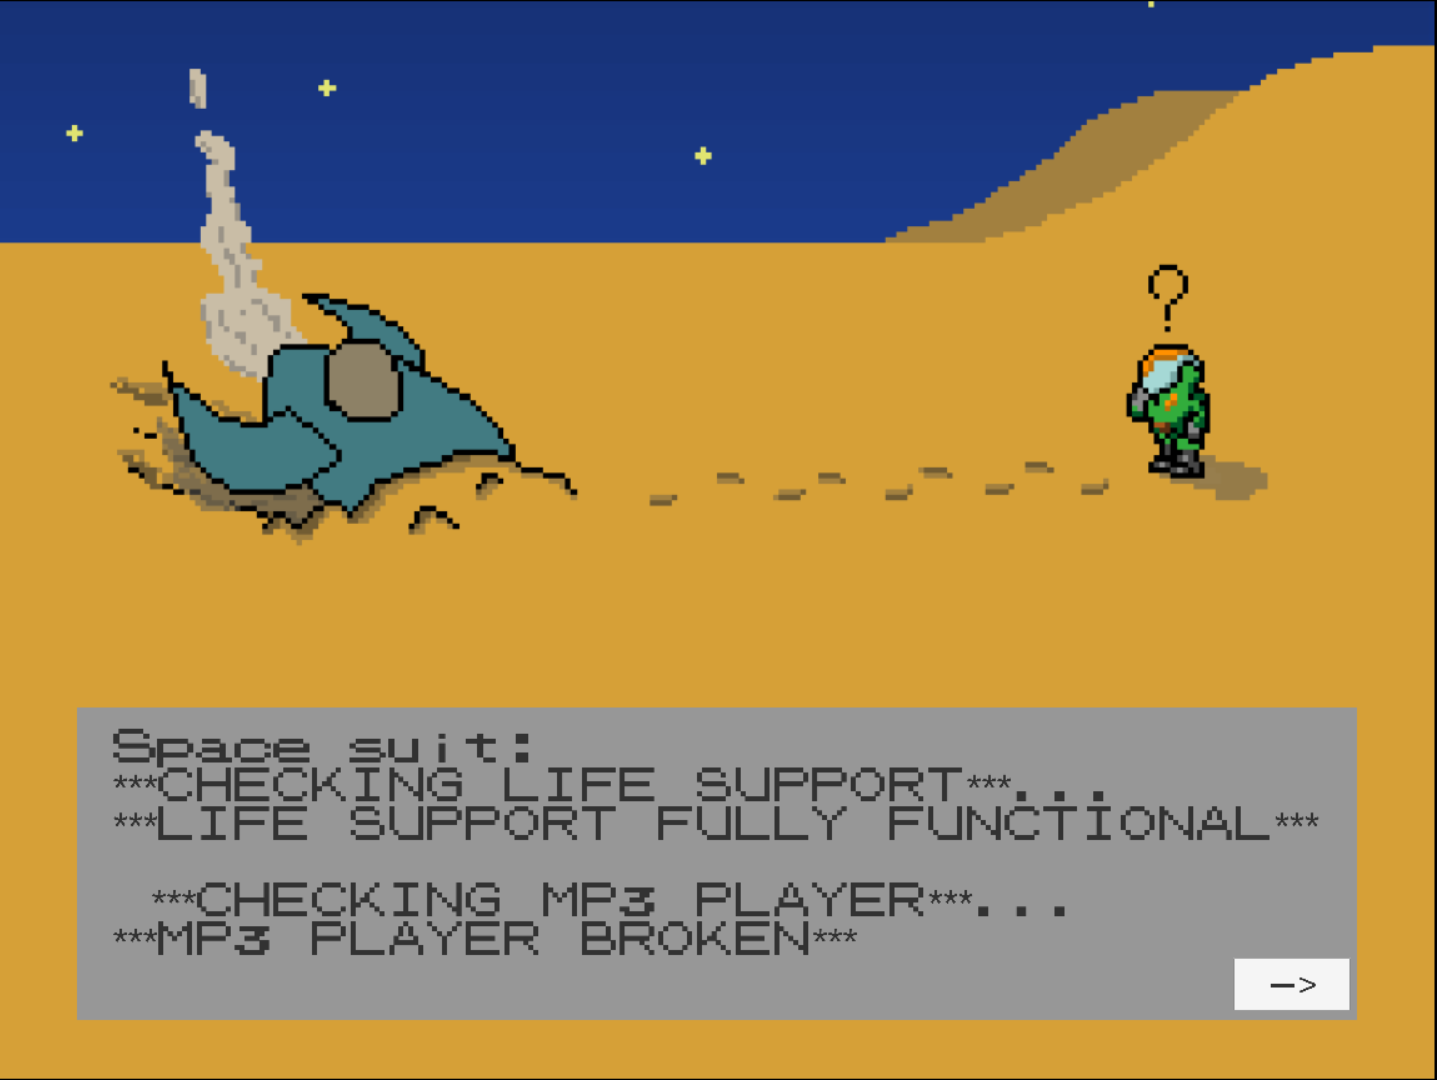 ?
Space suit:
***CHECKING LIFE SUPPORT***...
***LIFE SUPPORT FULLY FUNCTIONAL***
***CHECKING MP3 PLAYER***...
***MP3 PLAYER BROKEN***
-->